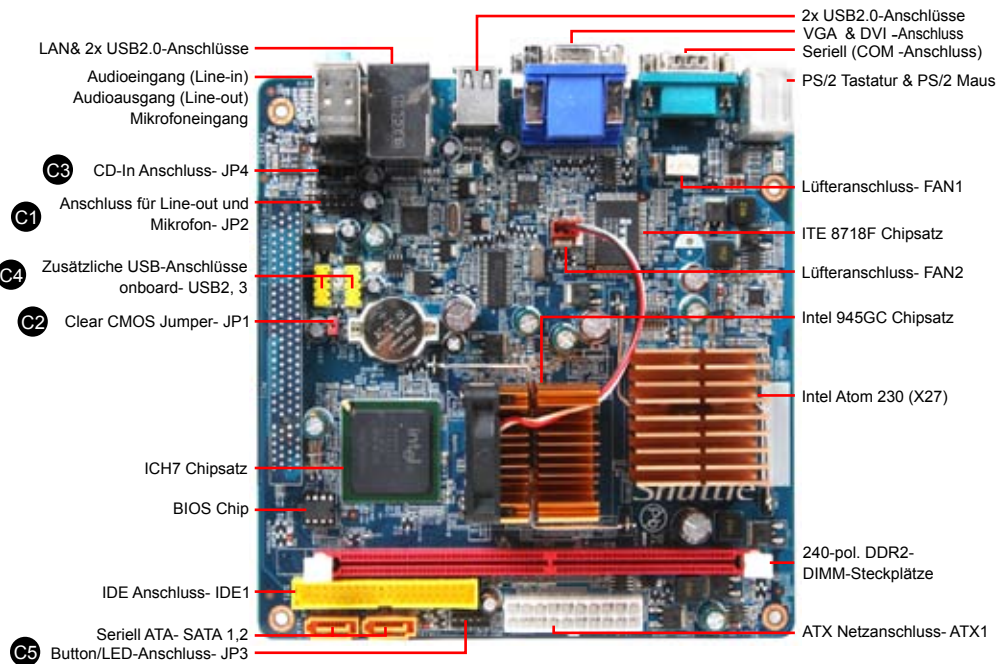 LAN& 2x USB2.0-Anschlüsse
Audioeingang (Line-in)
Audioausgang (Line-out)
Mikrofoneingang
C3 CD-In Anschluss- JP4
C1 Anschluss für Line-out und
Mikrofon- JP2
C4 Zusätzliche USB-Anschlüsse
onboard- USB2, 3
C2 Clear CMOS Jumper- JP1
ICH7 Chipsatz
BIOS Chip
IDE Anschluss- IDE1
Seriell ATA- SATA 1,2
C5 Button/LED-Anschluss- JP3
2x USB2.0-Anschlüsse
VGA & DVI -Anschluss
Seriell (COM -Anschluss)
PS/2 Tastatur & PS/2 Maus
Lüfteranschluss- FAN1
ITE 8718F Chipsatz
Lüfteranschluss- FAN2
Intel 945GC Chipsatz
Intel Atom 230 (X27)
240-pol. DDR2-
DIMM-Steckplätze
ATX Netzanschluss- ATX1
intel
Shuttle